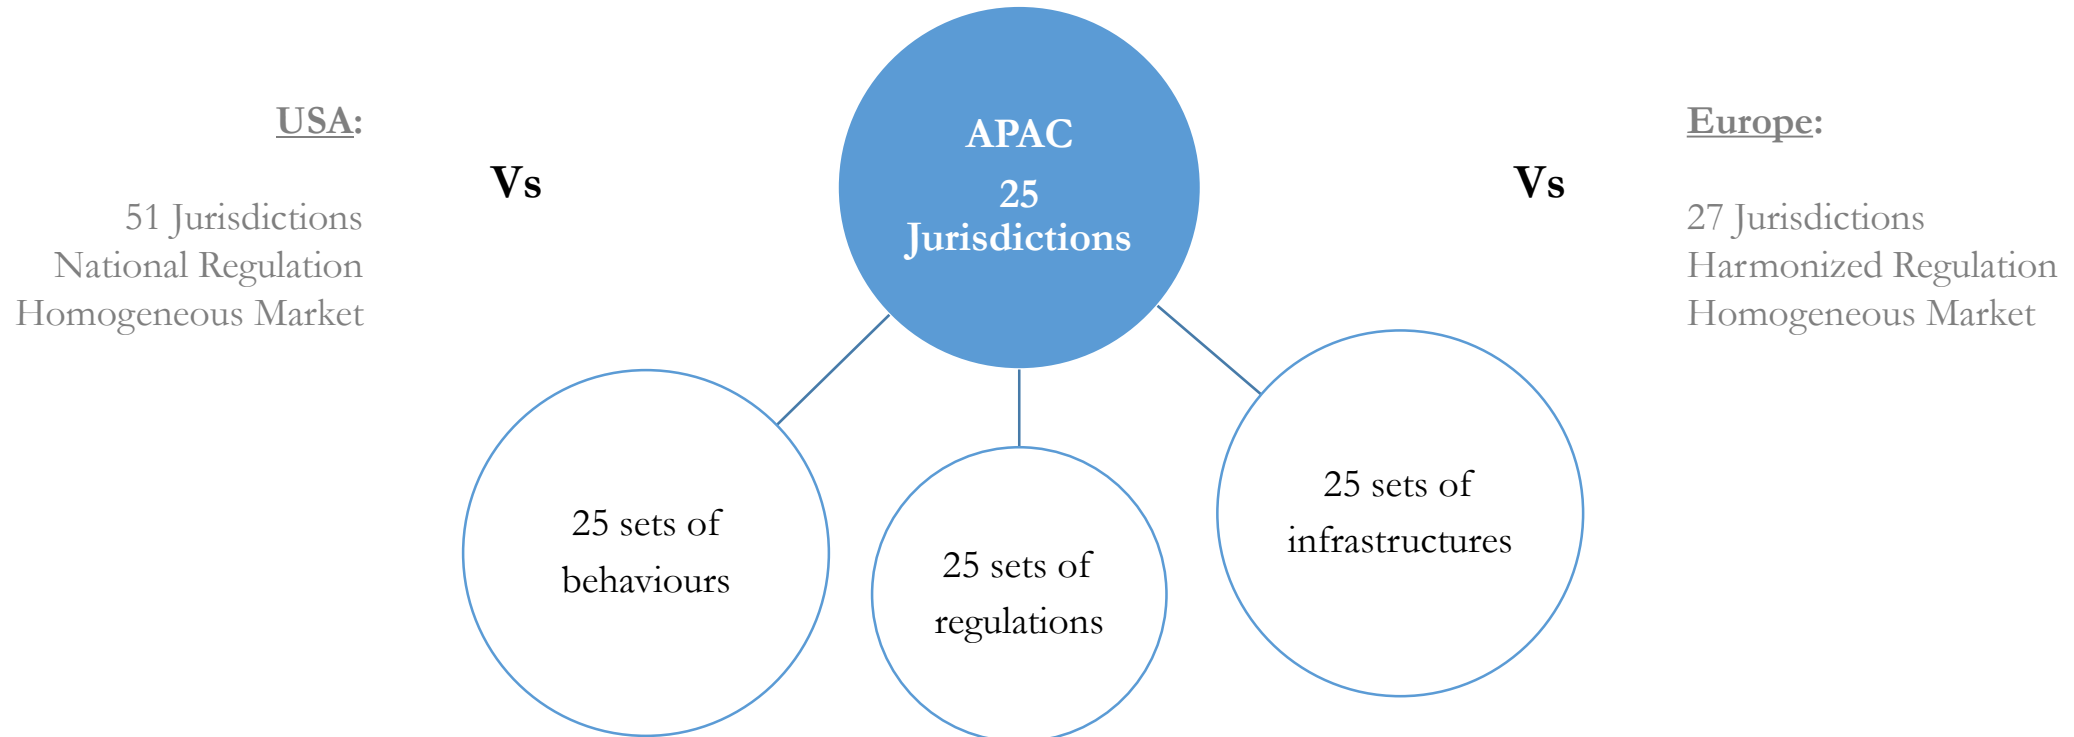 USA:
51 Jurisdictions
National Regulation
Homogeneous Market
Vs
APAC
25
Jurisdictions
Vs
Europe:
27 Jurisdictions
Harmonized Regulation
Homogeneous Market
25 sets of
behaviours
25 sets of
regulations
25 sets of
infrastructures